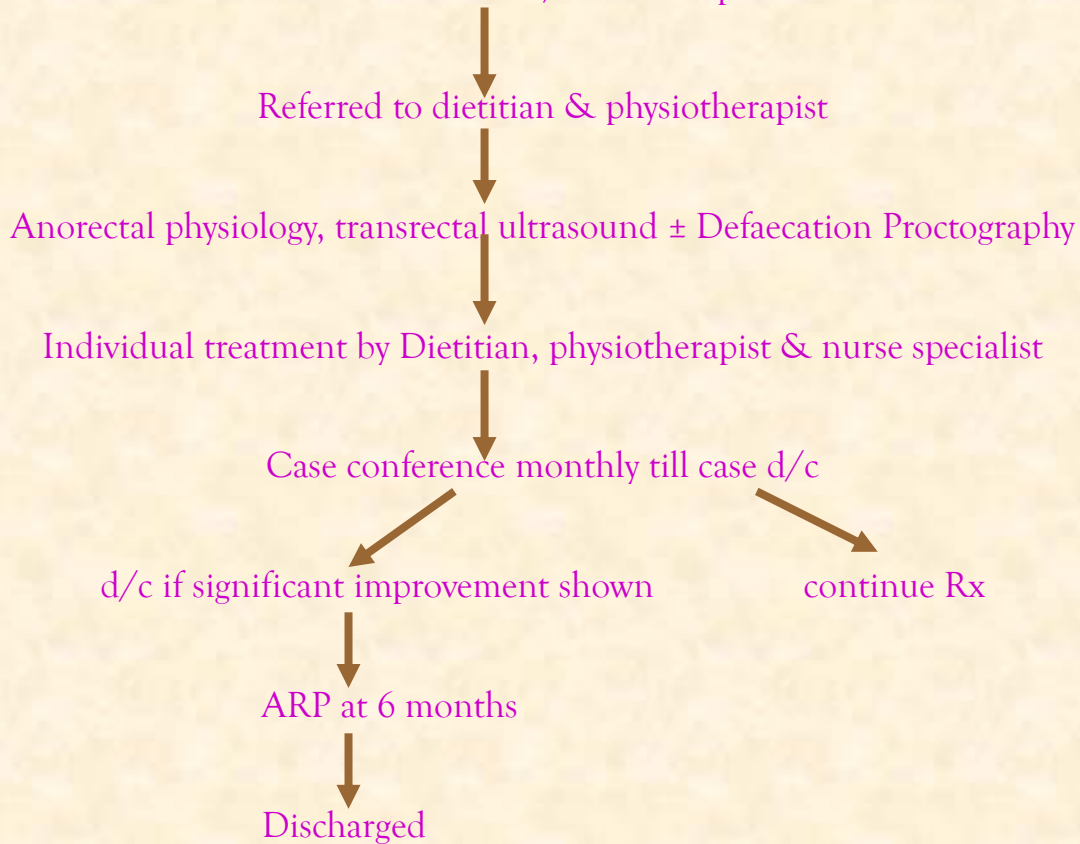 Referred to dietitian & physiotherapist
Anorectal physiology, transrectal ultrasound ± Defaecation Proctography
Individual treatment by Dietitian, physiotherapist & nurse specialist
Case conference monthly till case d/c
d/c if significant improvement shown
continue Rx
ARP at 6 months
Discharged